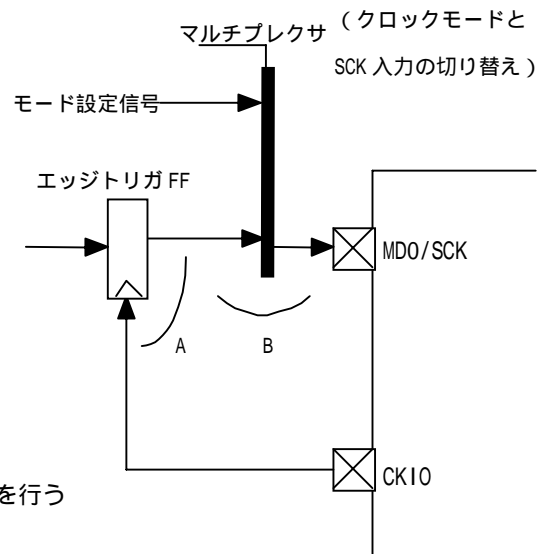 マルチプレクサ (クロックモードと
SCK 入力の切り替え)
モード設定信号
エッジトリガ FF
MD0/SCK
A
B
CKIO
を行う